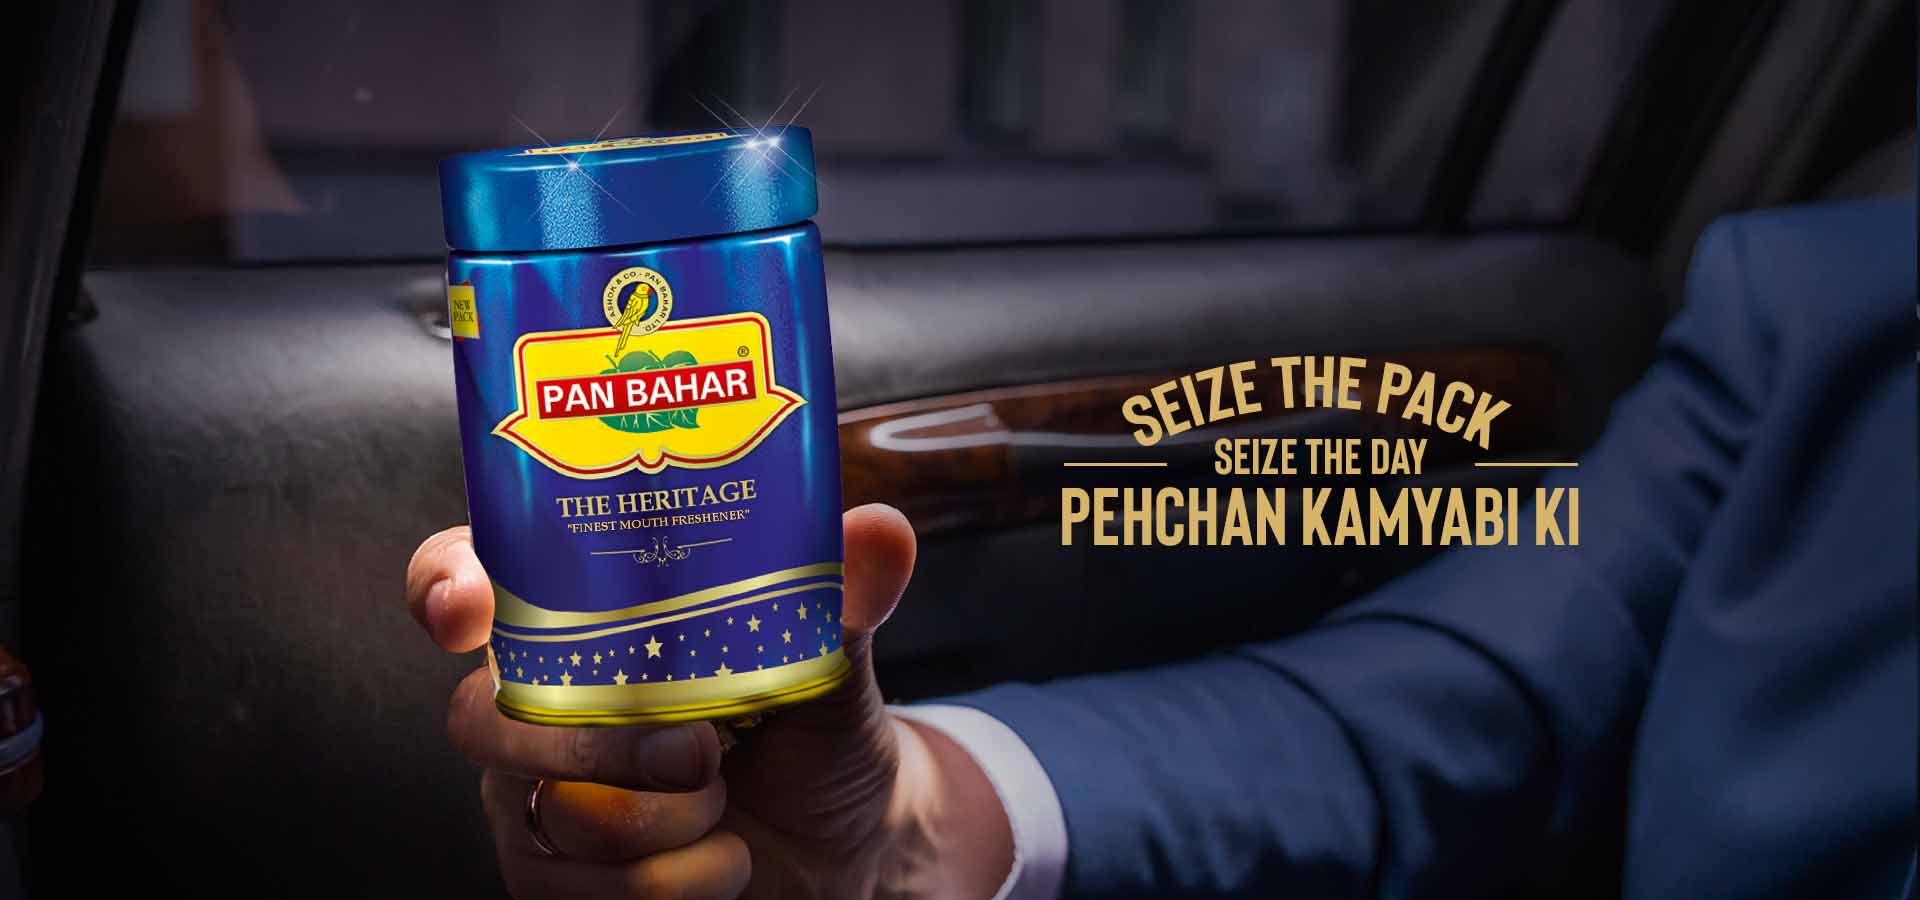 ASHOK & CO. - PAN BAHAR LTD.
NEW
PACK
PAN BAHAR ®
THE HERITAGE
"FINEST MOUTH FRESHENER"
SEIZE THE PACK
SEIZE THE DAY
PEHCHAN KAMYABI KI